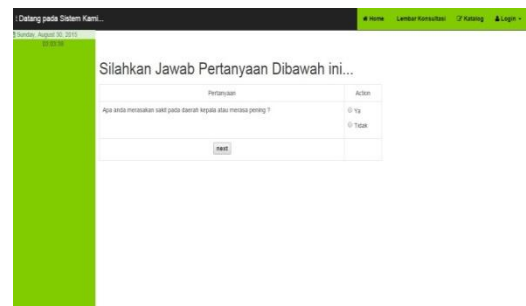 : Datang pada Sistem Kami...
Home Lembar Konsultasi Katalog Login
Sunday, August 30, 2015
Silahkan Jawab Pertanyaan Dibawah ini...
Pertanyaan Action
Apa anda merasakan sakit pada daerah kepala atau merasa pening ? Ya
Tidak
next